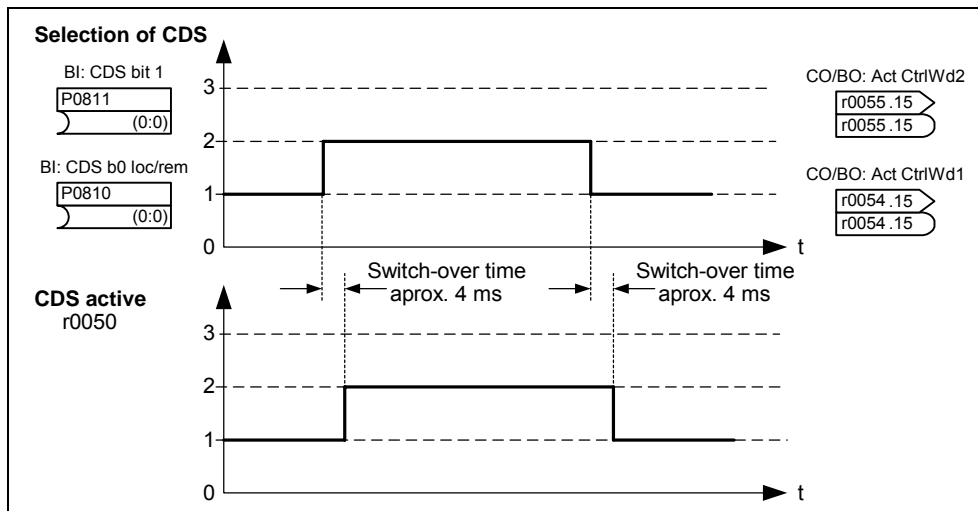 Selection of CDS
BI: CDS bit 1
P0811
(0:0)
BI: CDS b0 loc/rem
P0810
(0:0)
3
2
1
0
t
CO/BO: Act CtrlWd2
r0055 .15
r0055 .15
CO/BO: Act CtrlWd1
r0054 .15
r0054 .15
Switch-over time
aprox. 4 ms
Switch-over time
aprox. 4 ms
CDS active
r0050
3
2
1
0
t